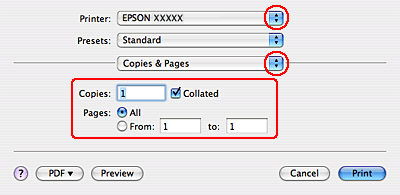 Printer: EPSON XXXXX
Presets: Standard
Copies & Pages
Copies: 1 Collated
Pages: All
From: 1 to: 1
? PDF ▼ Preview Cancel Print